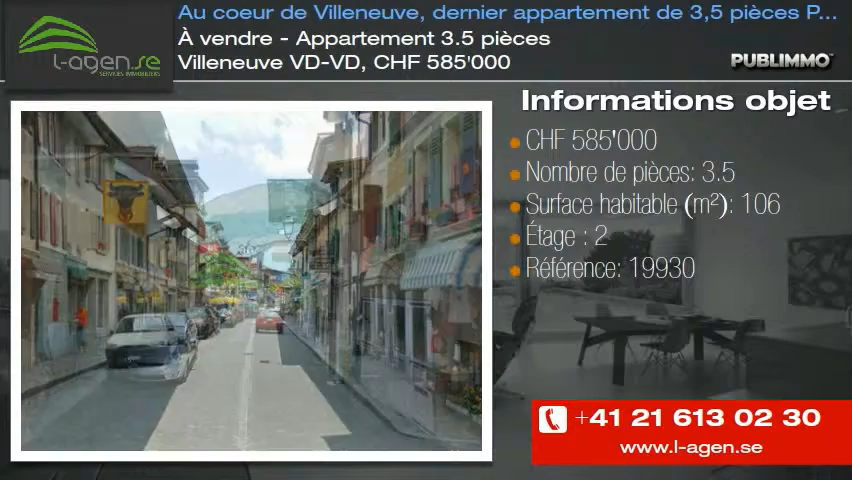 l-agen.se
SERVICES IMMOBILIERS
Au coeur de Villeneuve, dernier appartement de 3,5 pièces P...
À vendre - Appartement 3.5 pièces
Villeneuve VD-VD, CHF 585'000
PUBLIMMO
Informations objet
CHF 585'000
Nombre de pièces: 3.5
Surface habitable (m²): 106
Étage : 2
Référence: 19930
+41 21 613 02 30
www.l-agen.se